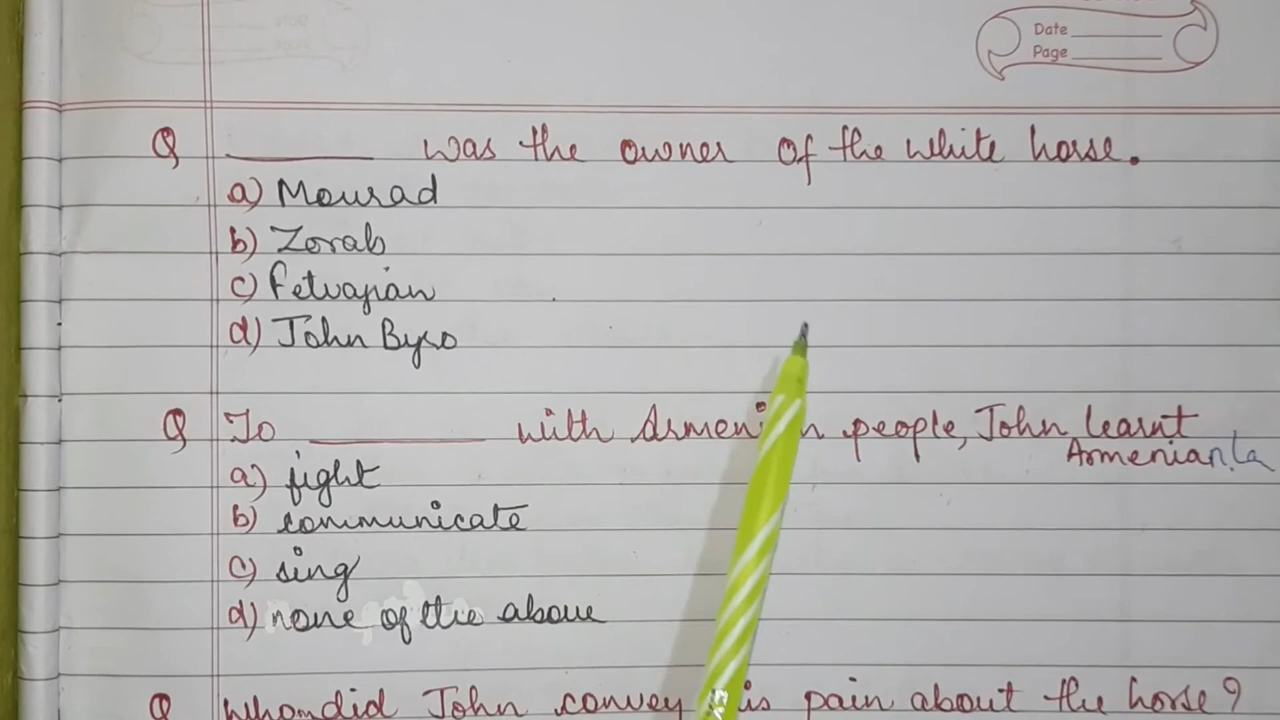 Date
Page
Q ______ was the owner of the white horse.
a) Mourad
b) Zorab
c) Fetvajian
d) John Byro
Q To ______ with Armenian people, John learnt
Armenian La
a) fight
b) communicate
c) sing
d) none of the above
Q Whom did John convey his pain about the horse?